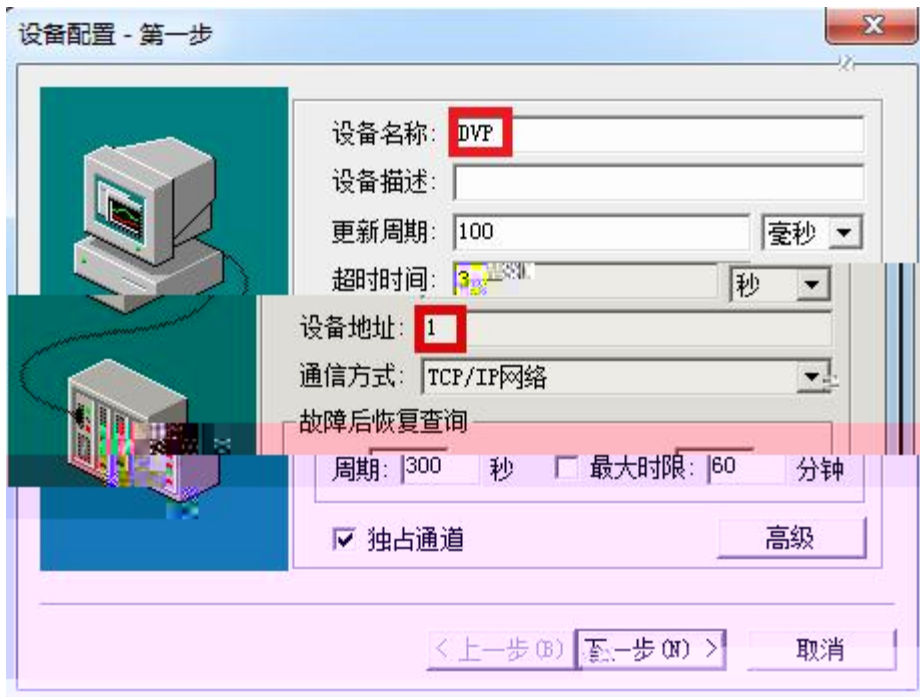 设备配置 - 第一步
设备名称: DVP
设备描述:
更新周期: 100 毫秒
超时时间: 3 秒
设备地址: 1
通信方式: TCP/IP网络
故障后恢复查询
周期: 300 秒 最大时限: 60 分钟
独占通道 高级
< 上一步(B) 下一步(N) > 取消